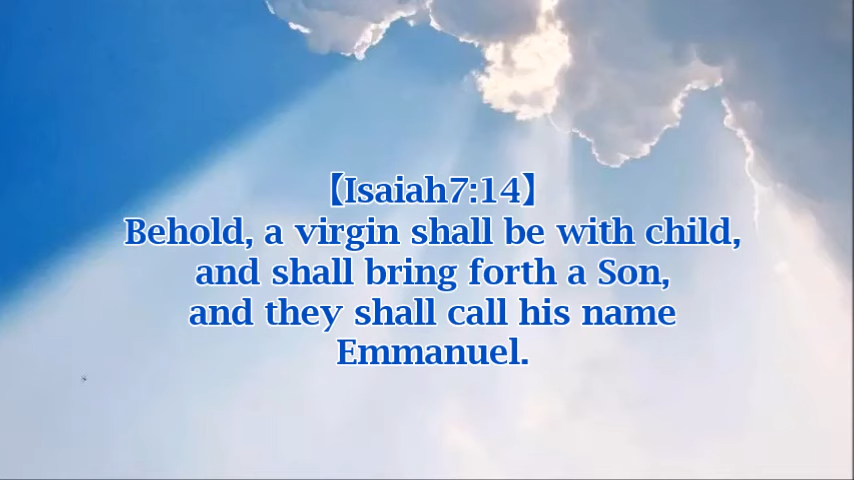 【Isaiah7:14】
Behold, a virgin shall be with child,
and shall bring forth a Son,
and they shall call his name
Emmanuel.